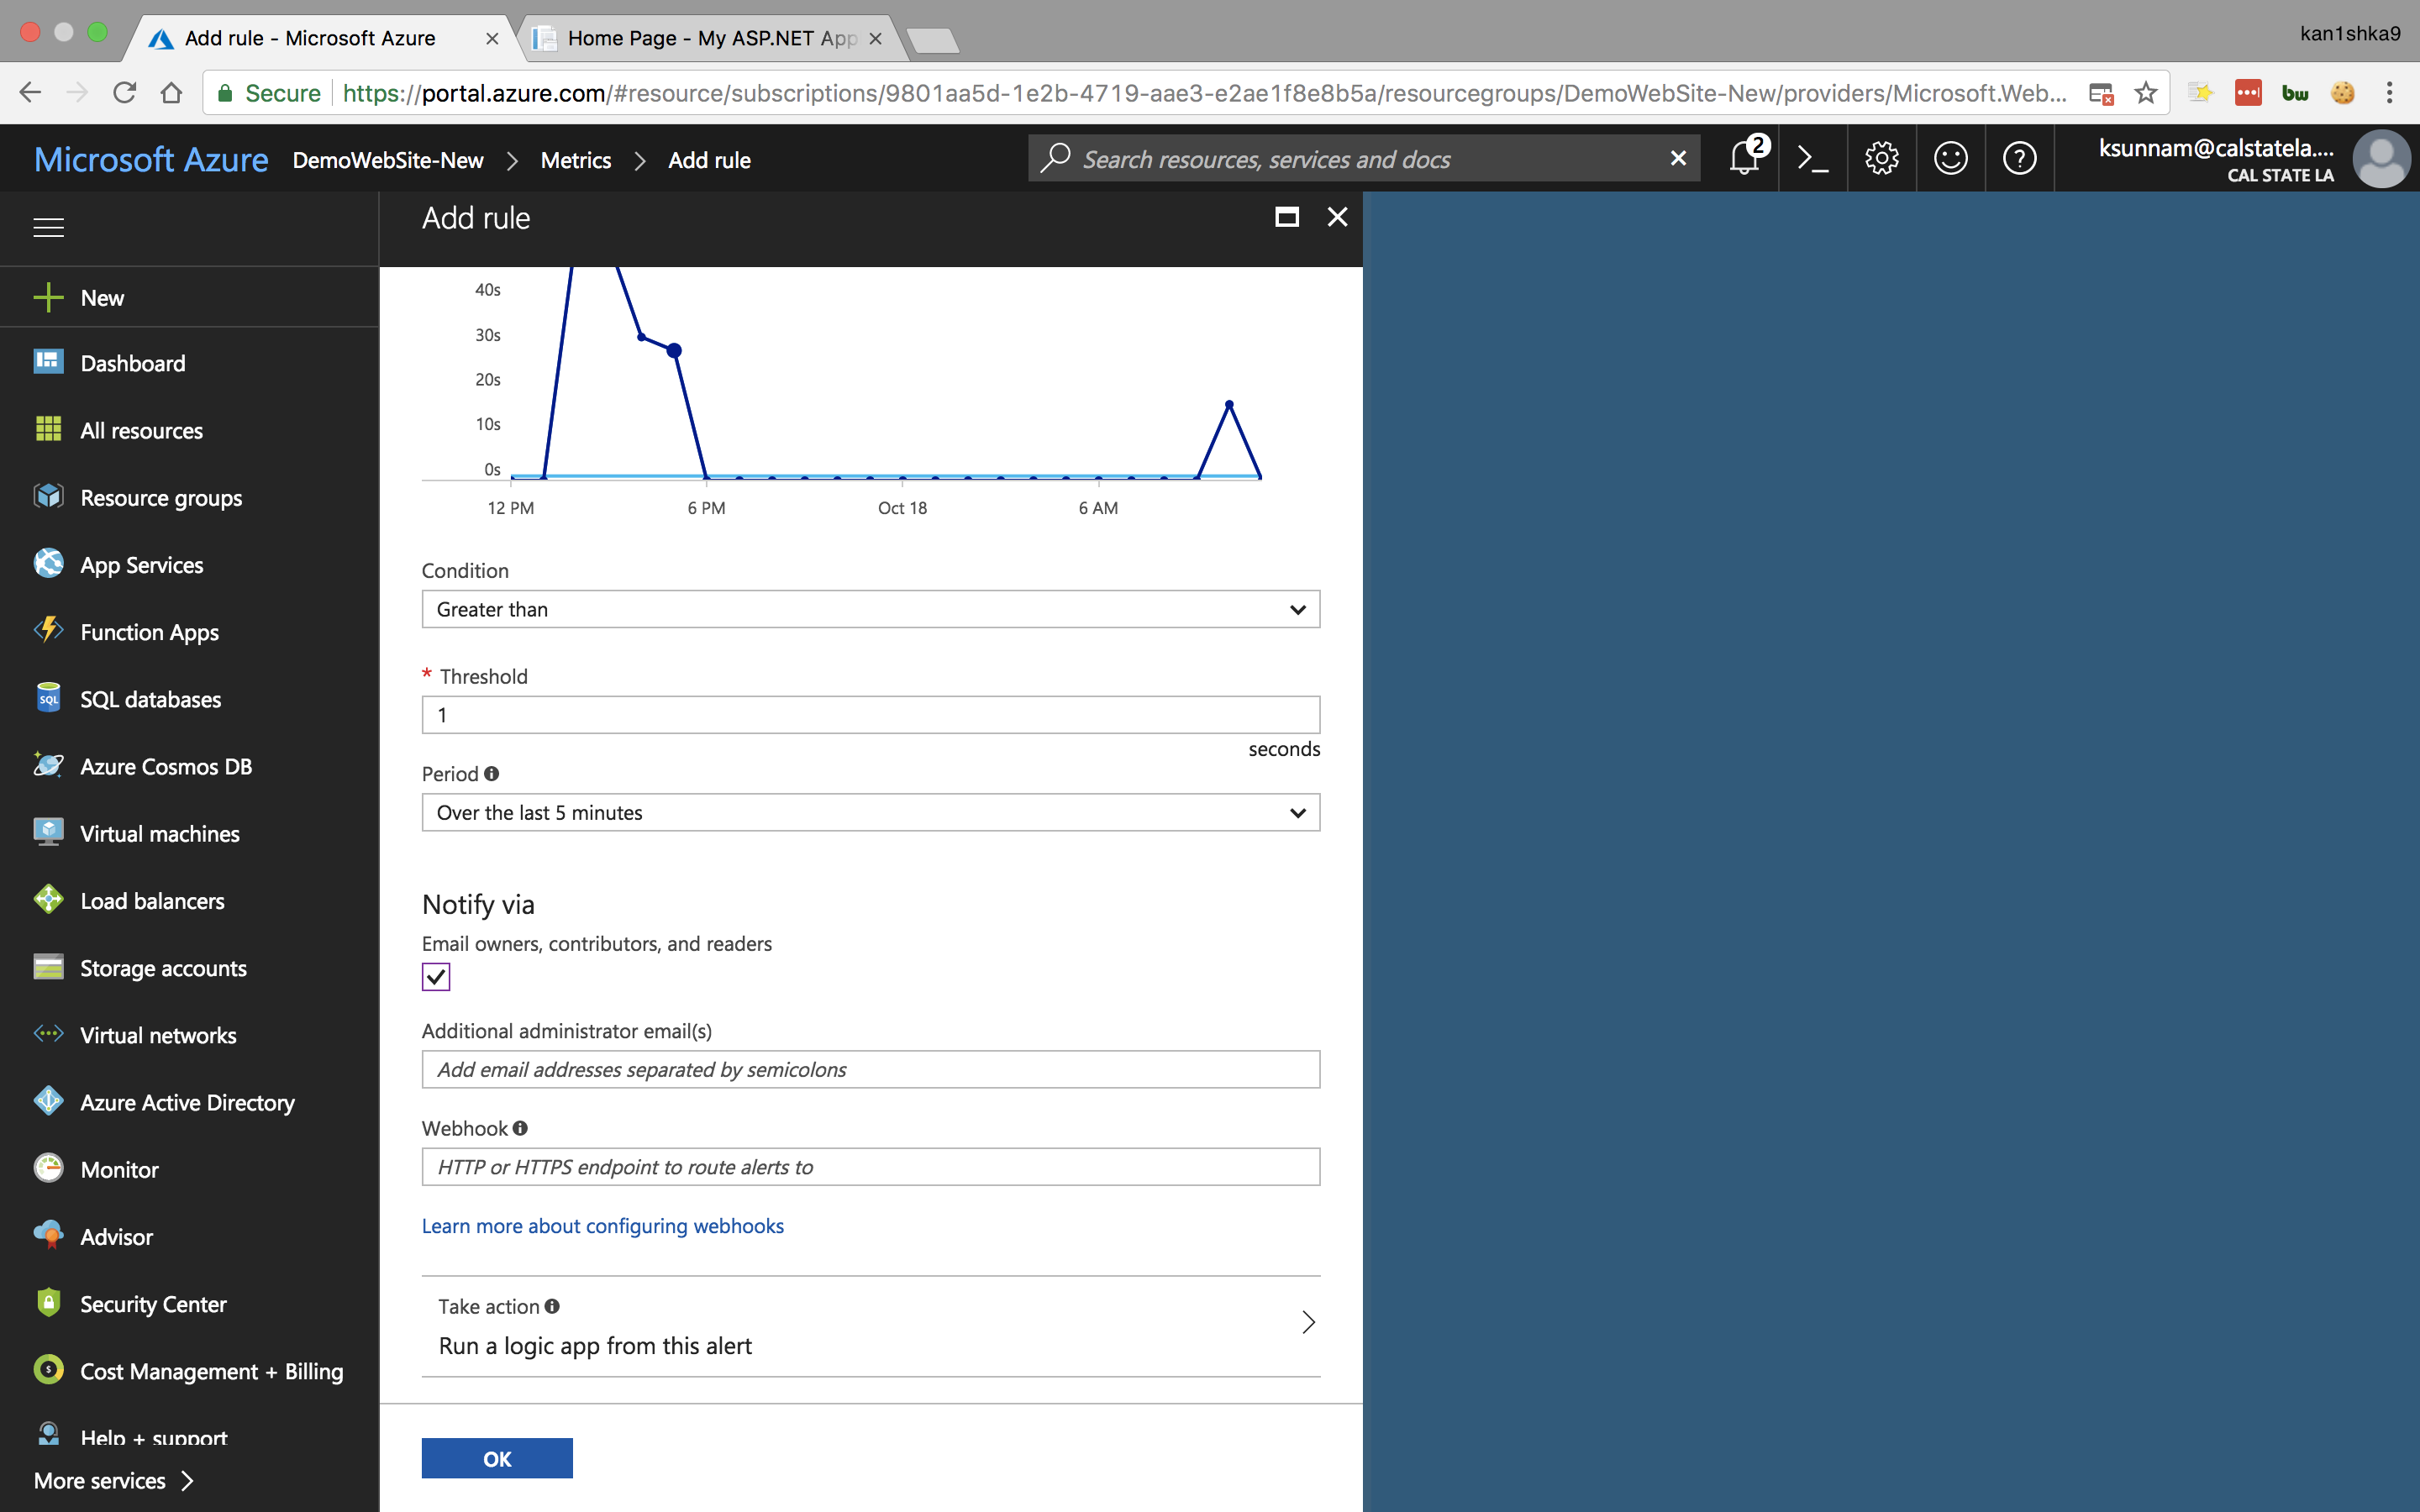 Add rule - Microsoft Azure
Home Page - My ASP.NET App
kan1shka9
Secure
https://portal.azure.com/#resource/subscriptions/9801aa5d-1e2b-4719-aae3-e2ae1f8e8b5a/resourcegroups/DemoWebSite-New/providers/Microsoft.Web...
bw
Microsoft Azure
DemoWebSite-New
Metrics
Add rule
Search resources, services and docs
2
ksunnam@calstatela....
CAL STATE LA
Add rule
New
Dashboard
All resources
Resource groups
App Services
Function Apps
SQL
SQL databases
Azure Cosmos DB
Virtual machines
Load balancers
Storage accounts
Virtual networks
Azure Active Directory
Monitor
Advisor
Security Center
Cost Management + Billing
Help + support
More services
40s
30s
20s
10s
0s
12 PM
6 PM
Oct 18
6 AM
Condition
Greater than
* Threshold
1
seconds
Period
Over the last 5 minutes
Notify via
Email owners, contributors, and readers
Additional administrator email(s)
Add email addresses separated by semicolons
Webhook
HTTP or HTTPS endpoint to route alerts to
Learn more about configuring webhooks
Take action
Run a logic app from this alert
OK